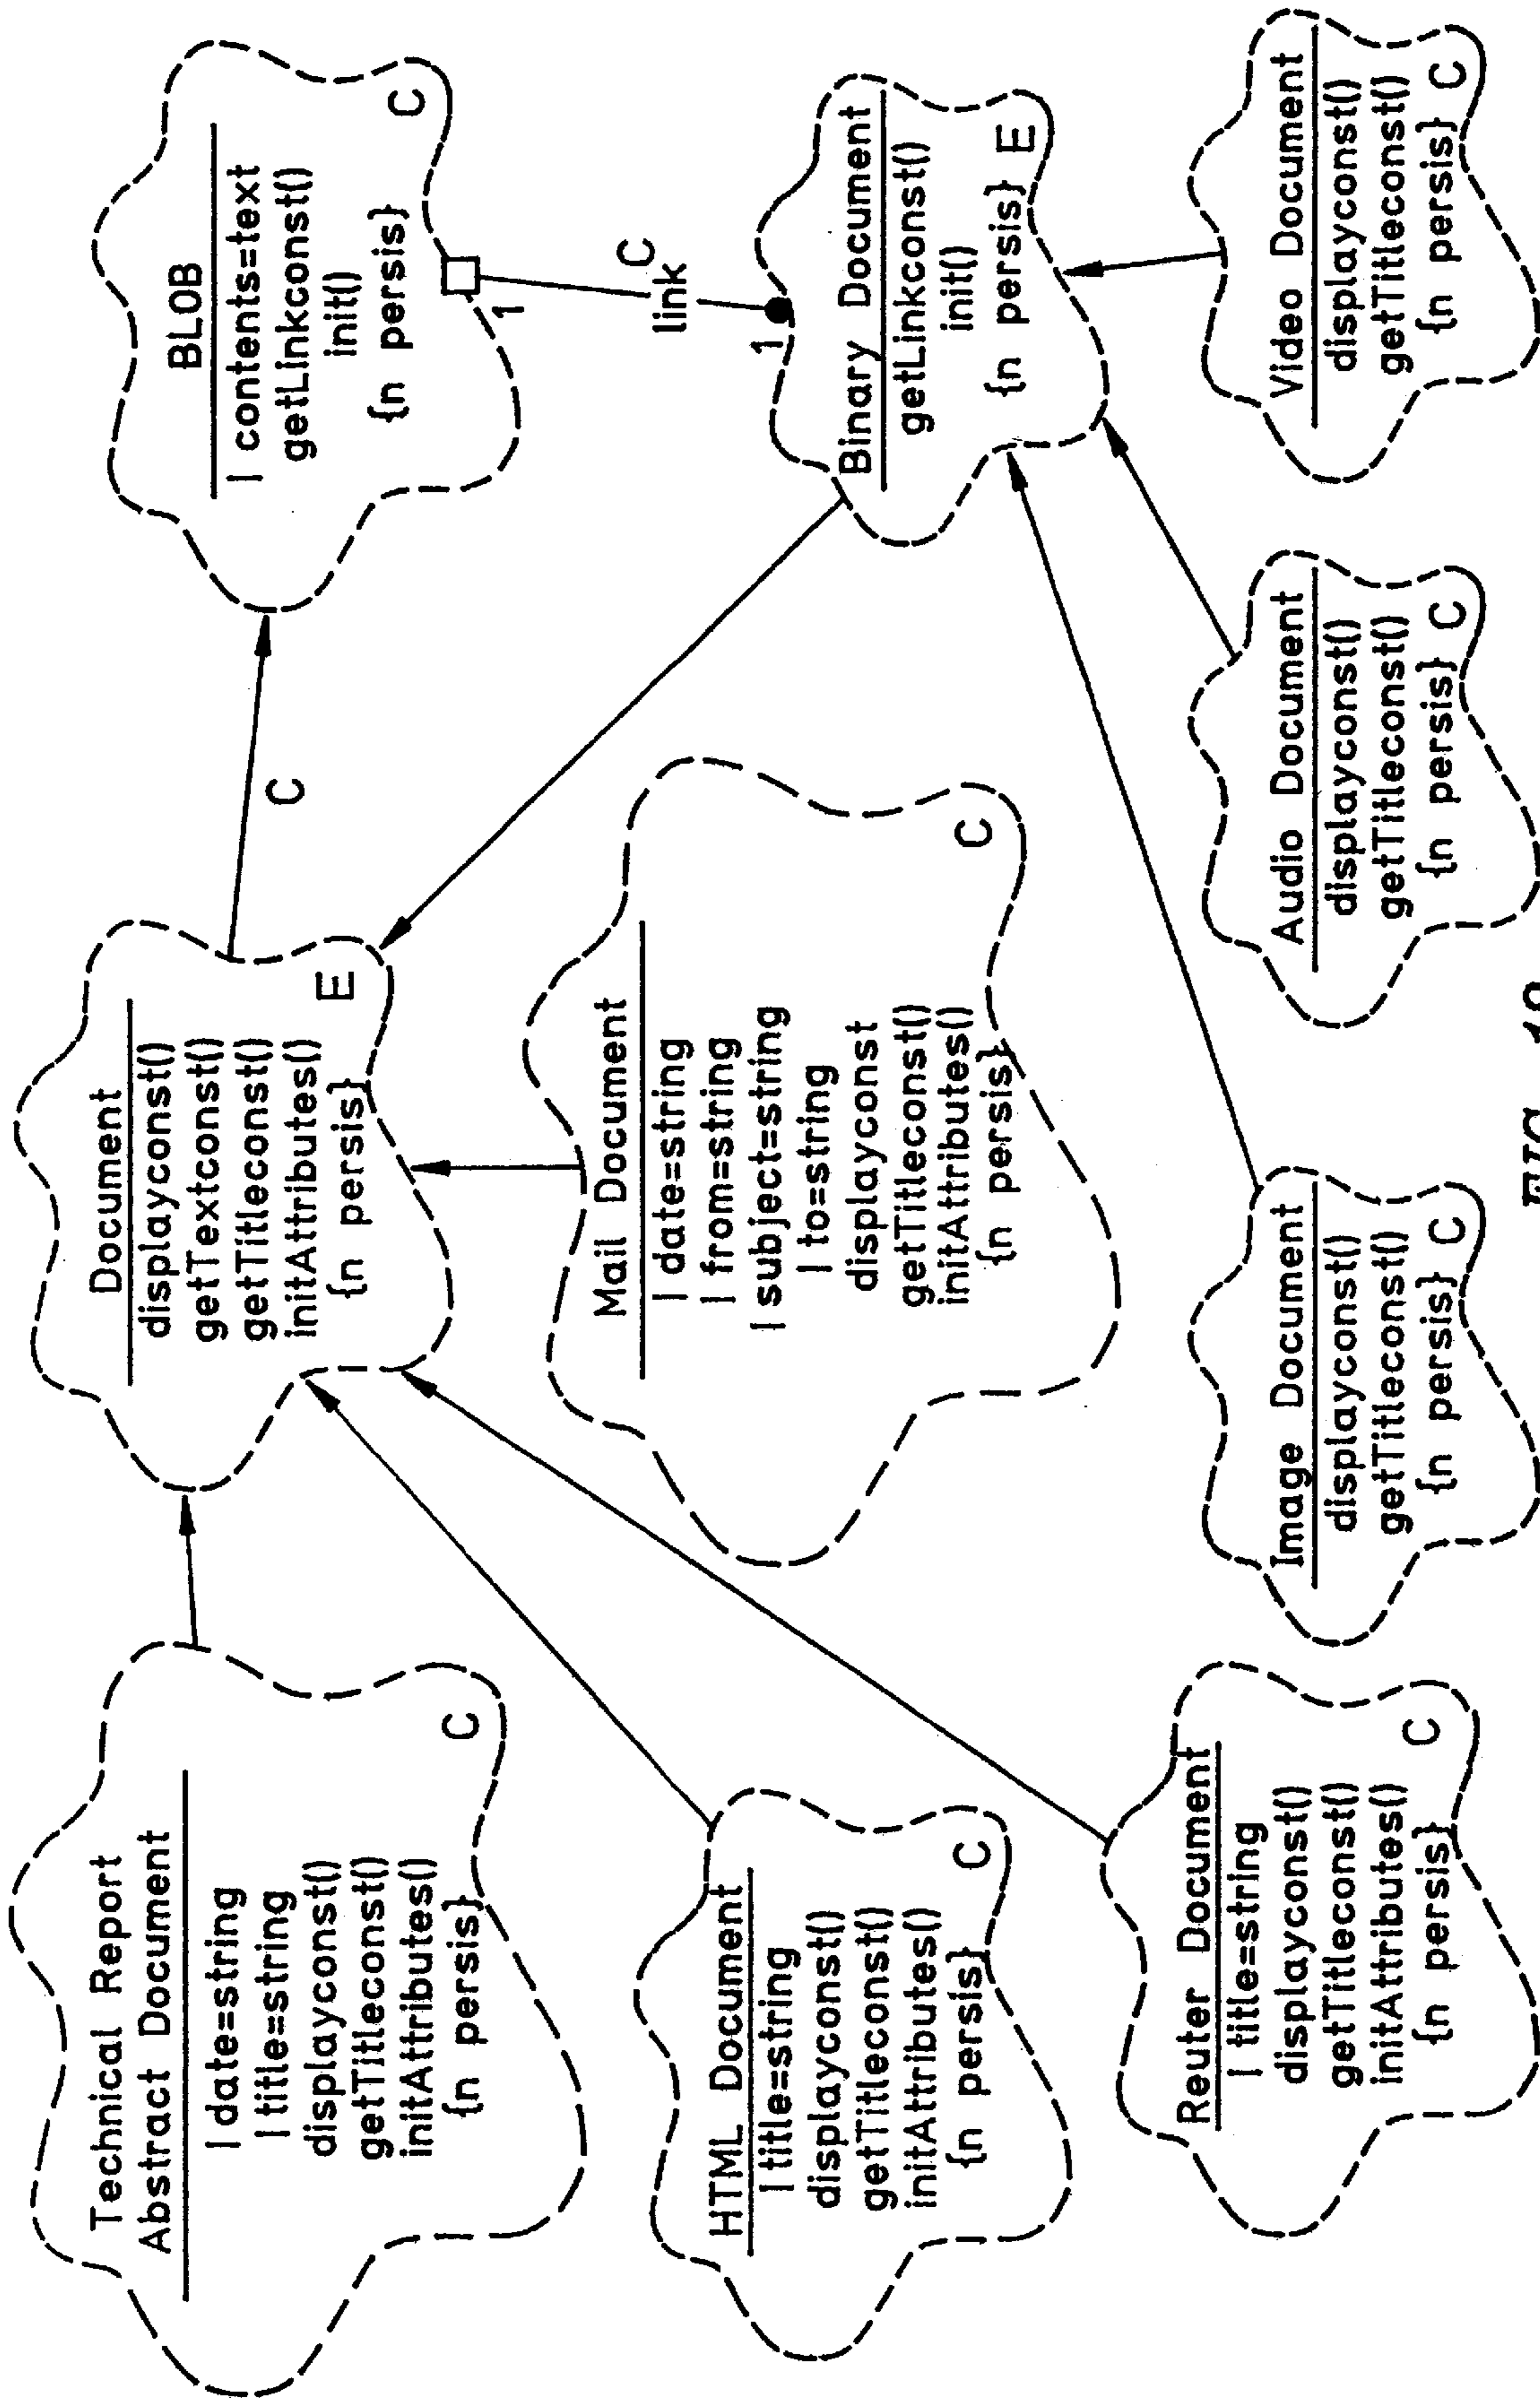 Technical Report
Abstract Document
| date=string
| title=string
displayconst()
getTitleconst()
initAttributes()
{n persis}
C
Document
displayconst()
getTextconst()
getTitleconst()
initAttributes()
{n persis}
E
C
BLOB
| contents=text
getLinkconst()
init()
{n persis}
C
1
C
link
1
HTML Document
| title=string
displayconst()
getTitleconst()
initAttributes()
{n persis}
C
Mail Document
| date=string
| from=string
| subject=string
| to=string
displayconst
getTitleconst()
initAttributes()
{n persis}
C
Binary Document
getLinkconst()
init()
{n persis} E
Reuter Document
| title=string
displayconst()
getTitleconst()
initAttributes()
{n persis}
C
Image Document
displayconst()
getTitleconst()
{n persis} C
Audio Document
displayconst()
getTitleconst()
{n persis} C
Video Document
displayconst()
getTitleconst()
{n persis} C